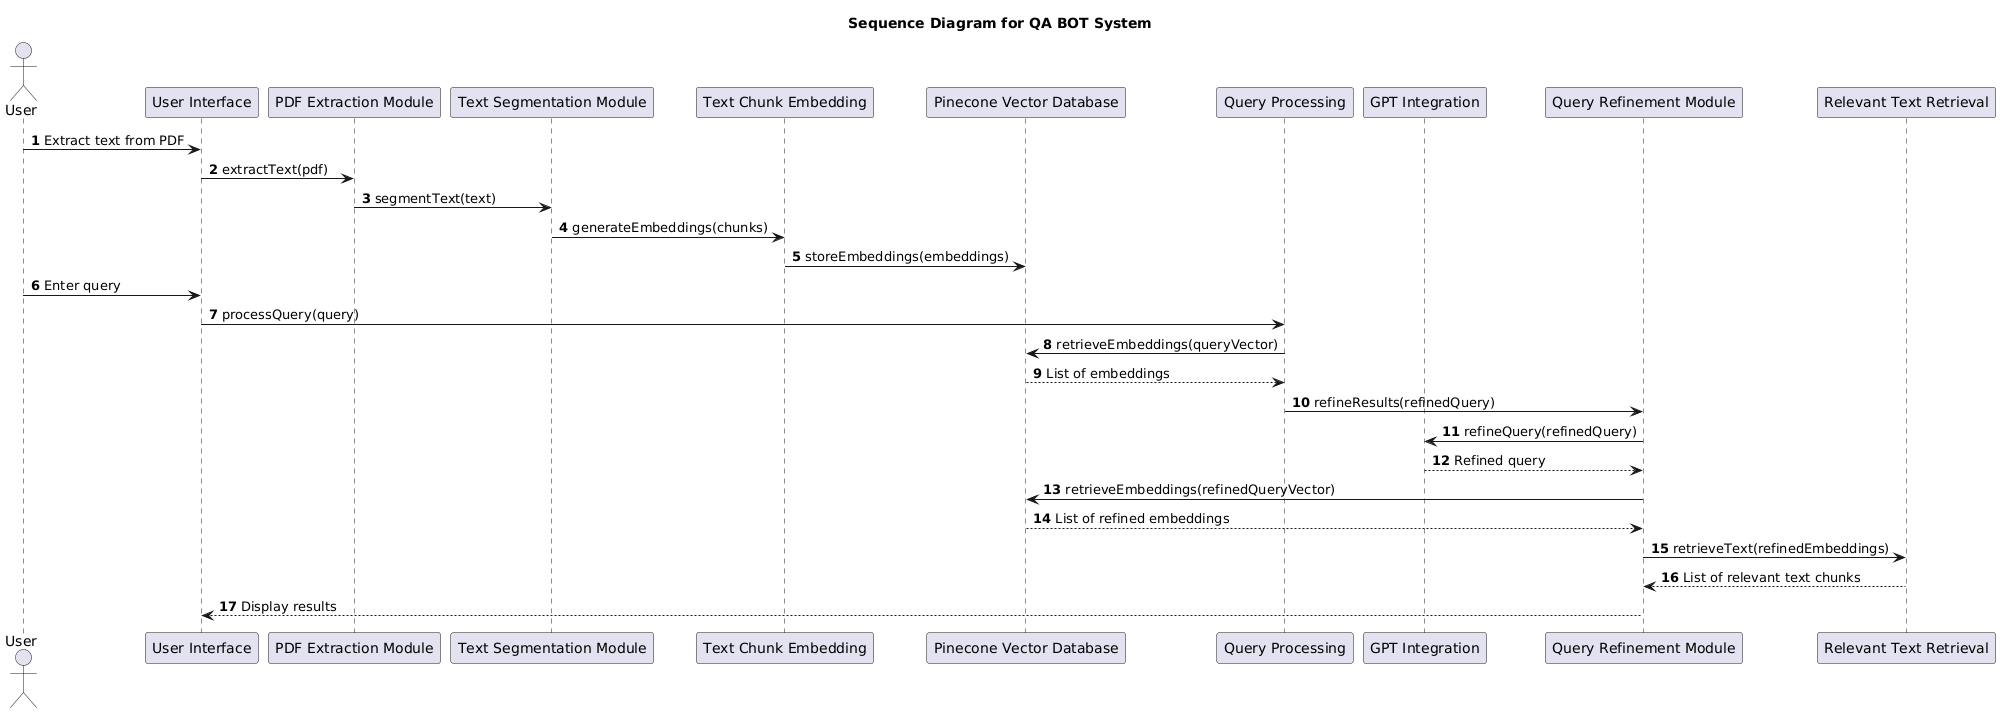 Sequence Diagram for QA BOT System
User
User Interface
PDF Extraction Module
Text Segmentation Module
Text Chunk Embedding
Pinecone Vector Database
Query Processing
GPT Integration
Query Refinement Module
Relevant Text Retrieval
1 Extract text from PDF
2 extractText(pdf)
3 segmentText(text)
4 generateEmbeddings(chunks)
5 storeEmbeddings(embeddings)
6 Enter query
7 processQuery(query)
8 retrieveEmbeddings(queryVector)
9 List of embeddings
10 refineResults(refinedQuery)
11 refineQuery(refinedQuery)
12 Refined query
13 retrieveEmbeddings(refinedQueryVector)
14 List of refined embeddings
15 retrieveText(refinedEmbeddings)
16 List of relevant text chunks
17 Display results
User
User Interface
PDF Extraction Module
Text Segmentation Module
Text Chunk Embedding
Pinecone Vector Database
Query Processing
GPT Integration
Query Refinement Module
Relevant Text Retrieval